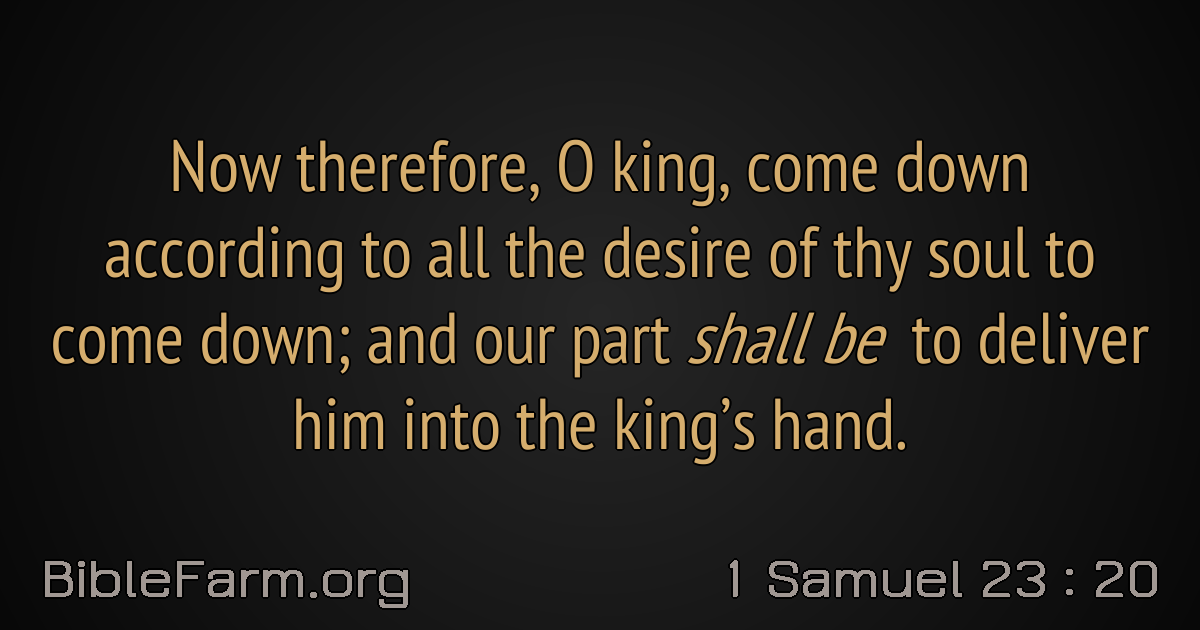 Now therefore, O king, come down
according to all the desire of thy soul to
come down; and our part shall be to deliver
him into the king’s hand.
BibleFarm.org
1 Samuel 23 : 20